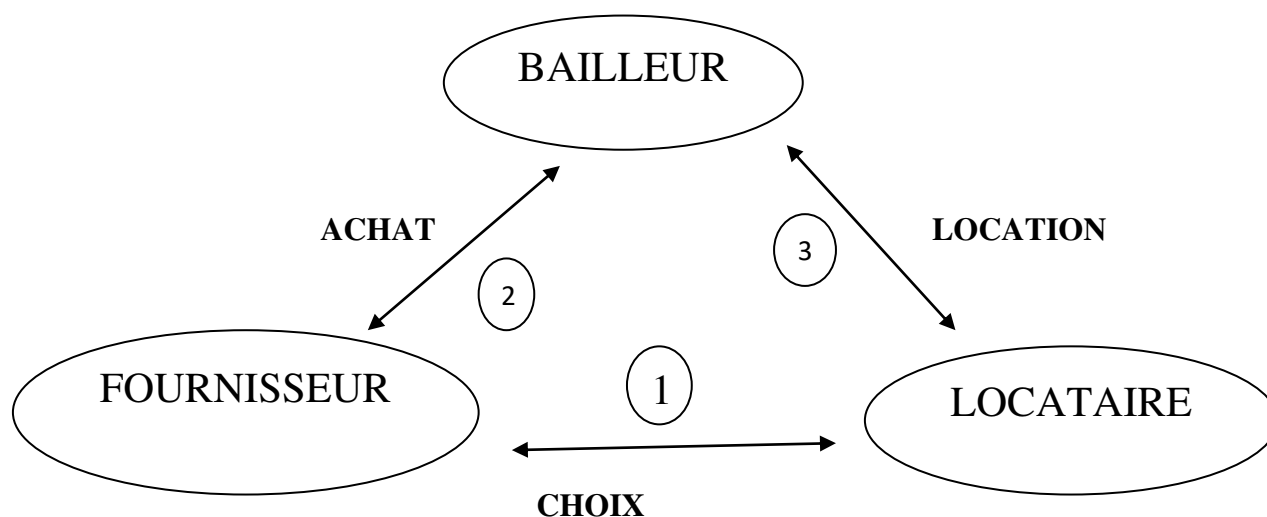 BAILLEUR
ACHAT
LOCATION
3
2
FOURNISSEUR
1
LOCATAIRE
CHOIX